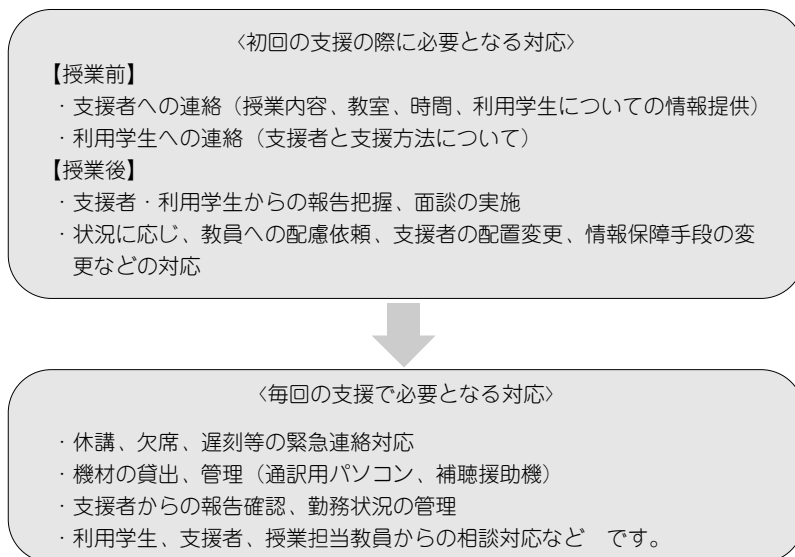 〈初回の支援の際に必要となる対応〉
【授業前】
・支援者への連絡（授業内容、教室、時間、利用学生についての情報提供）
・利用学生への連絡（支援者と支援方法について）
【授業後】
・支援者・利用学生からの報告把握、面談の実施
・状況に応じ、教員への配慮依頼、支援者の配置変更、情報保障手段の変
更などの対応
〈毎回の支援で必要となる対応〉
・休講、欠席、遅刻等の緊急連絡対応
・機材の貸出、管理（通訳用パソコン、補聴援助機）
・支援者からの報告確認、勤務状況の管理
・利用学生、支援者、授業担当教員からの相談対応など　です。